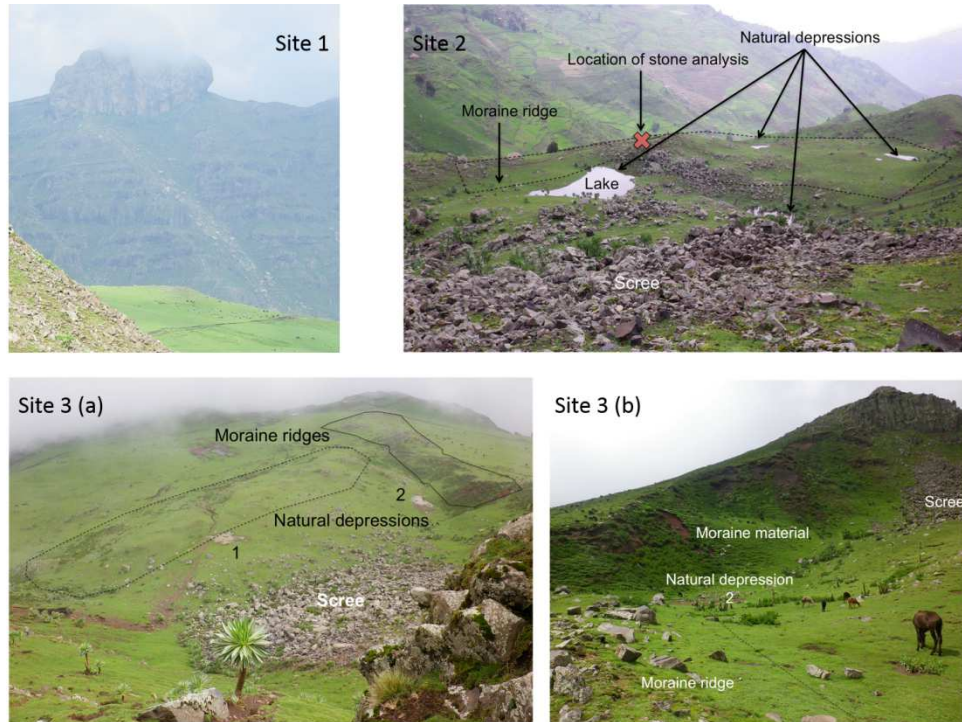 Site 1
Site 2
Natural depressions
Location of stone analysis
Moraine ridge
Lake
Scree
Site 3 (a)
Moraine ridges
2
Natural depressions
1
Scree
Site 3 (b)
Scree
Moraine material
Natural depression
2
Moraine ridge